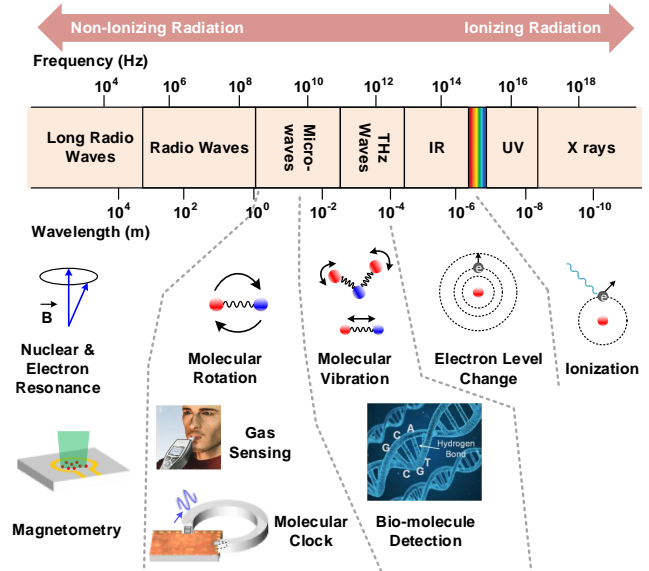 Non-Ionizing Radiation Ionizing Radiation
Frequency (Hz)
10^4 10^6 10^8 10^10 10^12 10^14 10^16 10^18
Long Radio
Waves
Radio Waves
Micro-
waves
THz
Waves
IR
UV
X rays
10^4 10^2 10^0 10^-2 10^-4 10^-6 10^-8 10^-10
Wavelength (m)
B
Nuclear &
Electron
Resonance
Molecular
Rotation
Molecular
Vibration
e
Electron Level
Change
e
Ionization
Magnetometry
Gas
Sensing
Molecular
Clock
G C A
Hydrogen
Bond
C G T
Bio-molecule
Detection